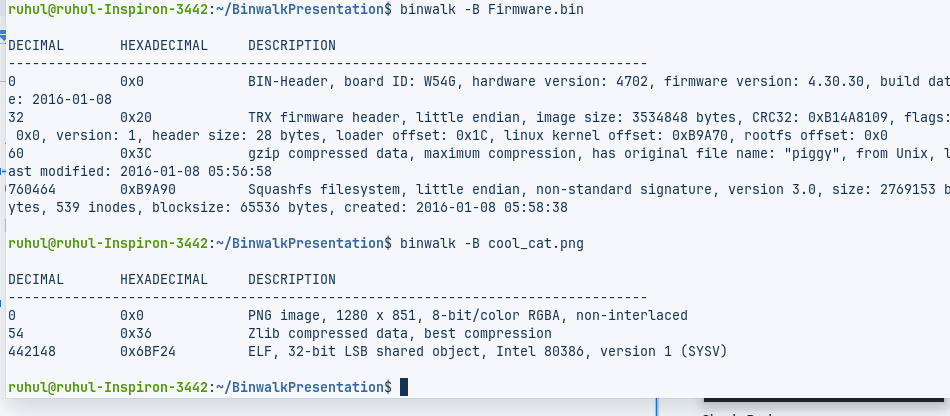 ruhul@ruhul-Inspiron-3442:~/BinwalkPresentation$ binwalk -B Firmware.bin
DECIMAL HEXADECIMAL DESCRIPTION
--------------------------------------------------------------------------------
0 0x0 BIN-Header, board ID: W54G, hardware version: 4702, firmware version: 4.30.30, build dat
e: 2016-01-08
32 0x20 TRX firmware header, little endian, image size: 3534848 bytes, CRC32: 0xB14A8109, flags:
0x0, version: 1, header size: 28 bytes, loader offset: 0x1C, linux kernel offset: 0xB9A70, rootfs offset: 0x0
60 0x3C gzip compressed data, maximum compression, has original file name: "piggy", from Unix, l
ast modified: 2016-01-08 05:56:58
760464 0xB9A90 Squashfs filesystem, little endian, non-standard signature, version 3.0, size: 2769153 b
ytes, 539 inodes, blocksize: 65536 bytes, created: 2016-01-08 05:58:38
ruhul@ruhul-Inspiron-3442:~/BinwalkPresentation$ binwalk -B cool_cat.png
DECIMAL HEXADECIMAL DESCRIPTION
--------------------------------------------------------------------------------
0 0x0 PNG image, 1280 x 851, 8-bit/color RGBA, non-interlaced
54 0x36 Zlib compressed data, best compression
442148 0x6BF24 ELF, 32-bit LSB shared object, Intel 80386, version 1 (SYSV)
ruhul@ruhul-Inspiron-3442:~/BinwalkPresentation$